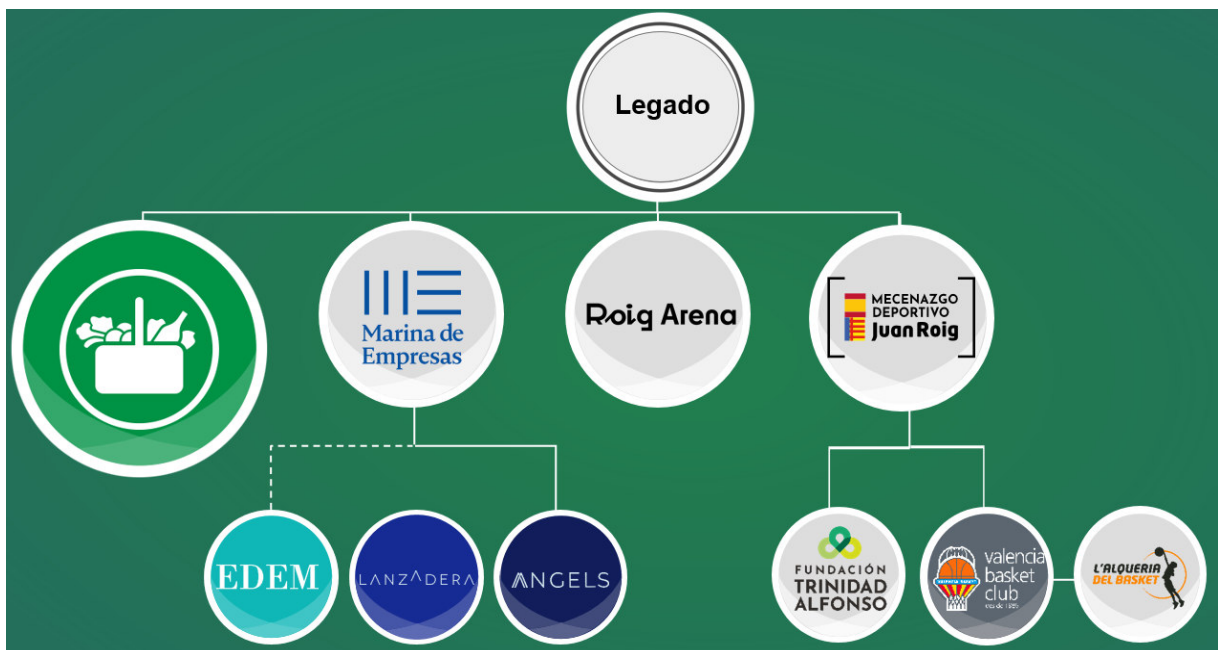 Legado
Marina de
Empresas
Roig Arena
MECENAZGO
DEPORTIVO
Juan Roig
EDEM
LANZADERA
ANGELS
FUNDACIÓN
TRINIDAD
ALFONSO
valencia
basket
club
L'ALQUERIA
DEL BASKET